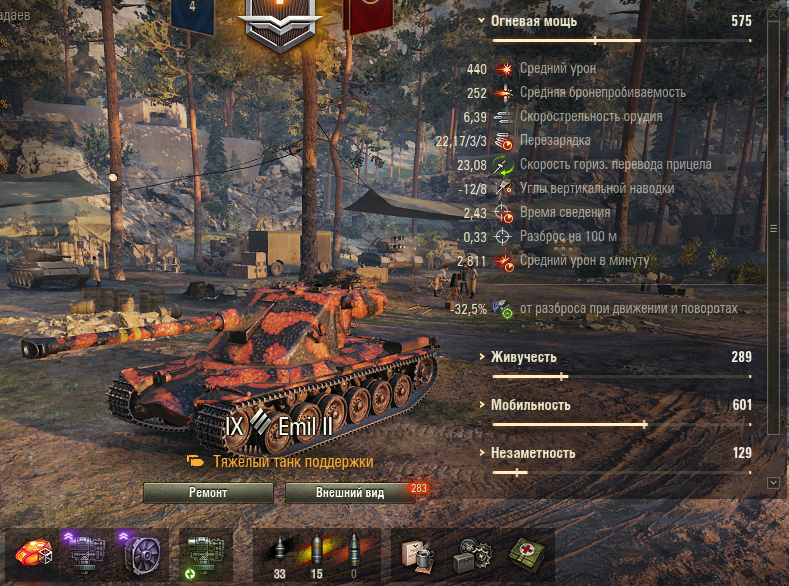 4
адаев
%
%
%
Огневая мощь 575
440 Средний урон
252 Средняя бронепробиваемость
6,39 Скорострельность орудия
22,17/3/3 Перезарядка
23,08 Скорость гориз. перевода прицела
-12/8 Углы вертикальной наводки
2,43 Время сведения
0,33 Разброс на 100 м
2 811 Средний урон в минуту
-32,5% от разброса при движении и поворотах
Живучесть 289
Мобильность 601
Незаметность 129
IX Emil II
Тяжёлый танк поддержки
Ремонт
Внешний вид 283
33 15 0